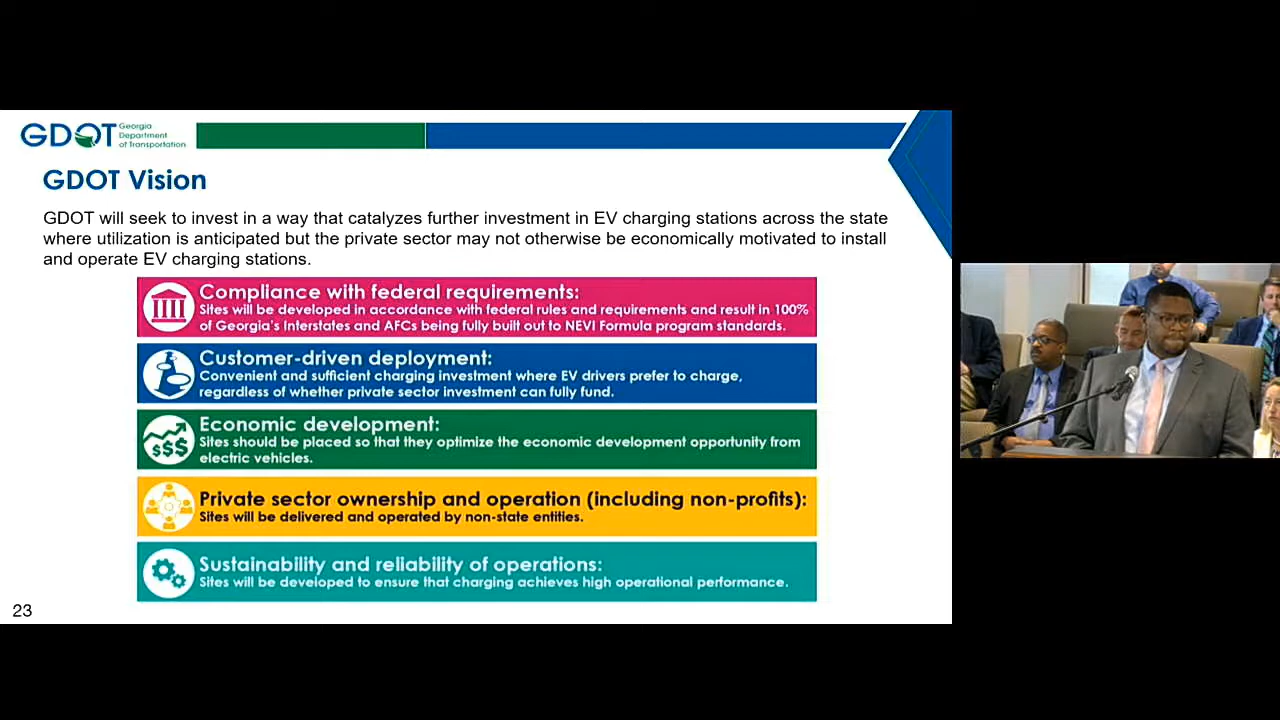 GDOT
Georgia
Department
of Transportation
GDOT Vision
GDOT will seek to invest in a way that catalyzes further investment in EV charging stations across the state
where utilization is anticipated but the private sector may not otherwise be economically motivated to install
and operate EV charging stations.
Compliance with federal requirements:
Sites will be developed in accordance with federal rules and requirements and result in 100%
of Georgia's Interstates and AFCs being fully built out to NEVI Formula program standards.
Customer-driven deployment:
Convenient and sufficient charging investment where EV drivers prefer to charge,
regardless of whether private sector investment can fully fund.
$$$
Economic development:
Sites should be placed so that they optimize the economic development opportunity from
electric vehicles.
Private sector ownership and operation (including non-profits):
Sites will be delivered and operated by non-state entities.
Sustainability and reliability of operations:
Sites will be developed to ensure that charging achieves high operational performance.
23